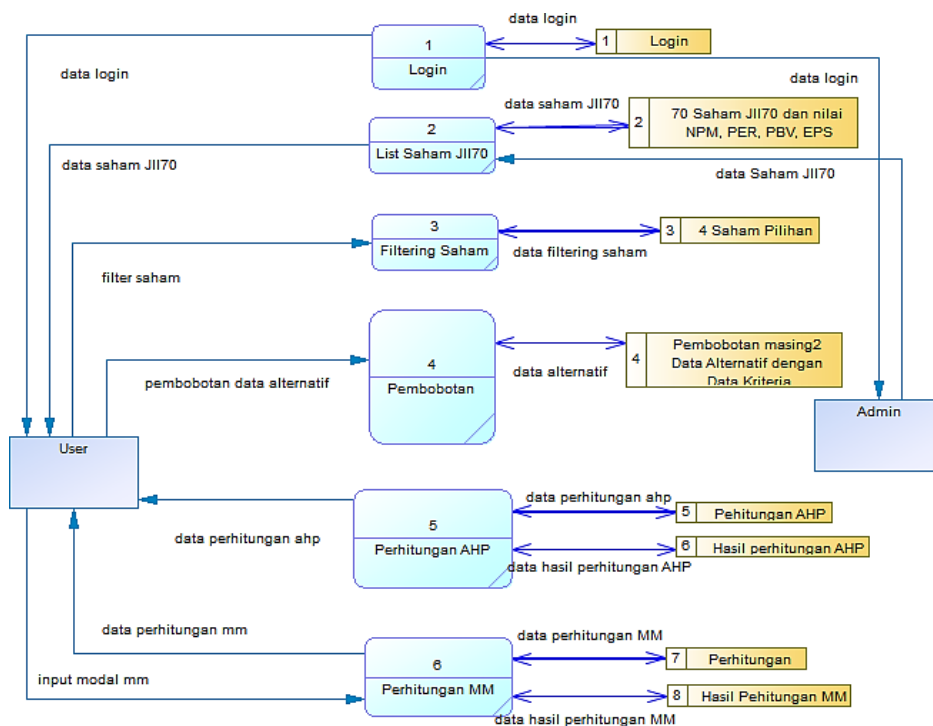 data login
1
Login
1 Login
data login
data login
data saham JII70
2
List Saham JII70
2 70 Saham JII70 dan nilai
NPM, PER, PBV, EPS
data saham JII70
data Saham JII70
3
Filtering Saham
3 4 Saham Pilihan
data filtering saham
filter saham
4
Pembobotan
4 Pembobotan masing2
Data Alternatif dengan
Data Kriteria
data alternatif
pembobotan data alternatif
Admin
User
data perhitungan ahp
5
Perhitungan AHP
5 Pehitungan AHP
6 Hasil perhitungan AHP
data perhitungan ahp
data hasil perhitungan AHP
data perhitungan mm
data perhitungan MM
6
Perhitungan MM
7 Perhitungan
input modal mm
8 Hasil Pehitungan MM
data hasil perhitungan MM